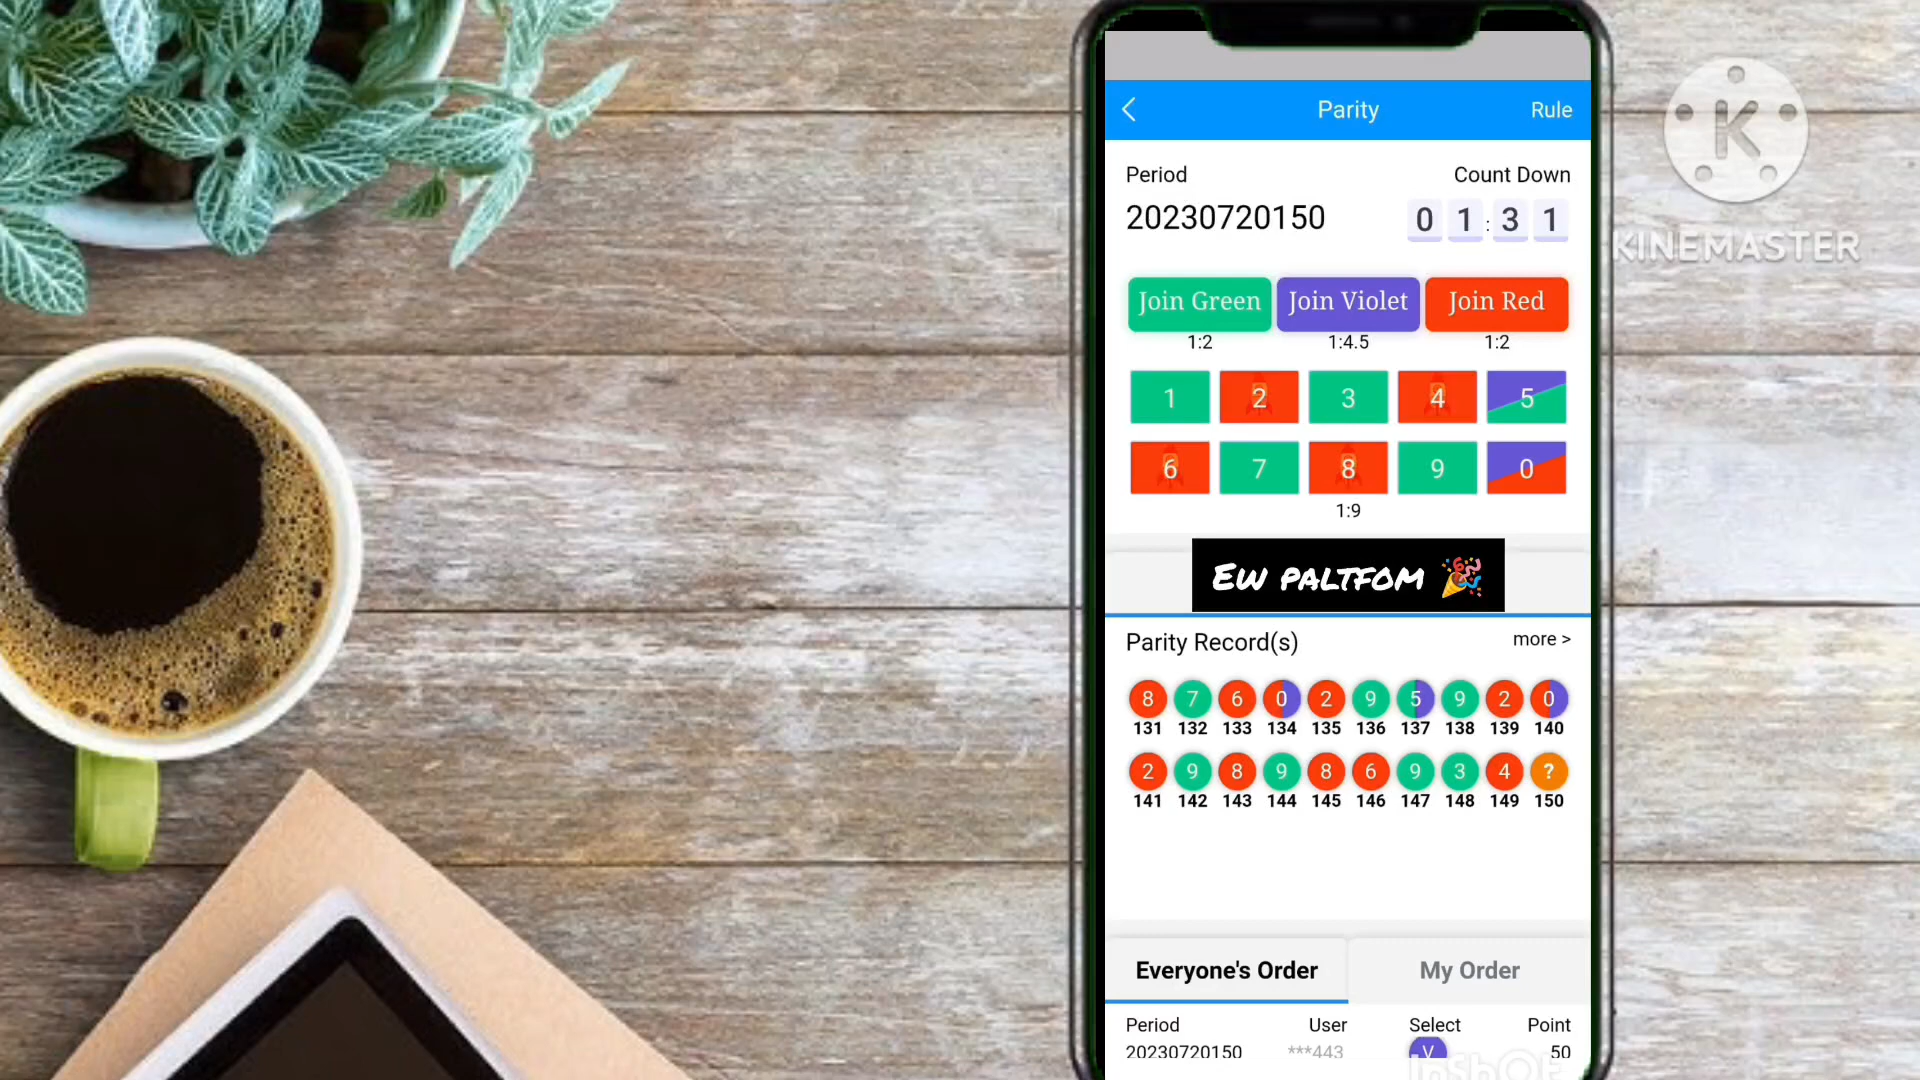 Parity
Rule
Period
Count Down
20230720150
0 1 : 3 1
Join Green
Join Violet
Join Red
1:2
1:4.5
1:2
1 2 3 4 5
6 7 8 9 0
1:9
EW PALTFOM 🎉
Parity Record(s)
more >
8 7 6 0 2 9 5 9 2 0
131 132 133 134 135 136 137 138 139 140
2 9 8 9 8 6 9 3 4 ?
141 142 143 144 145 146 147 148 149 150
Everyone's Order
My Order
Period User Select Point
20230720150 ***443 V 50
K
KINEMASTER
InShOt